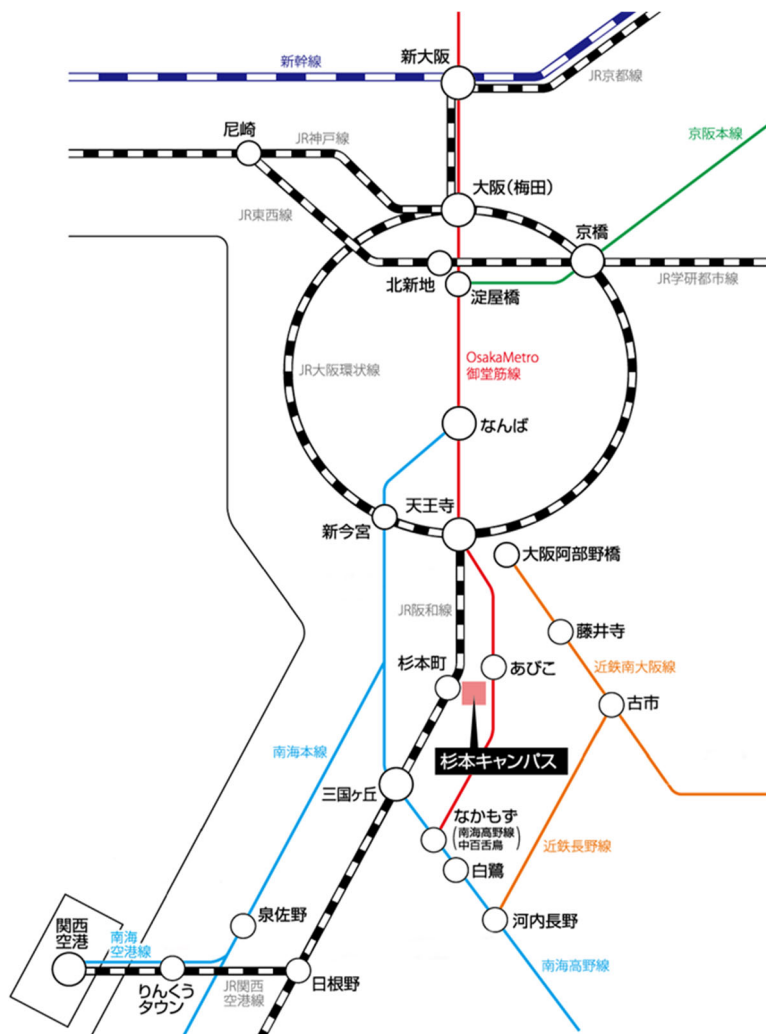 新大阪
新幹線
JR京都線
尼崎
JR神戸線
京阪本線
大阪(梅田)
JR東西線
京橋
北新地
淀屋橋
JR学研都市線
OsakaMetro
御堂筋線
JR大阪環状線
なんば
天王寺
新今宮
大阪阿部野橋
JR阪和線
藤井寺
杉本町
あびこ
近鉄南大阪線
古市
南海本線
杉本キャンパス
三国ヶ丘
なかもず
(南海高野線
中百舌鳥)
近鉄長野線
白鷺
泉佐野
河内長野
関西
空港
南海
空港線
南海高野線
りんくう
タウン
JR関西
空港線
日根野